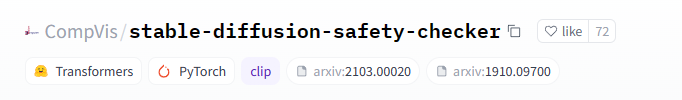 CompVis/stable-diffusion-safety-checker like 72
Transformers PyTorch clip arxiv:2103.00020 arxiv:1910.09700